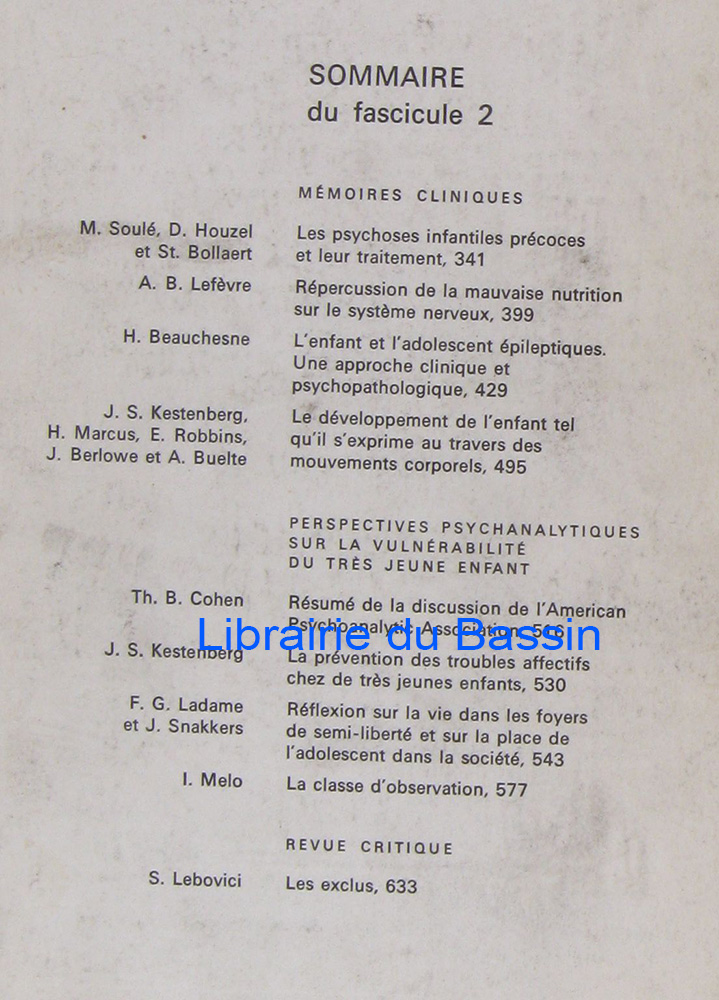 SOMMAIRE
du fascicule 2
MÉMOIRES CLINIQUES
M. Soulé, D. Houzel
et St. Bollaert
Les psychoses infantiles précoces
et leur traitement, 341
A. B. Lefèvre
Répercussion de la mauvaise nutrition
sur le système nerveux, 399
H. Beauchesne
L'enfant et l'adolescent épileptiques.
Une approche clinique et
psychopathologique, 429
J. S. Kestenberg,
H. Marcus, E. Robbins,
J. Berlowe et A. Buelte
Le développement de l'enfant tel
qu'il s'exprime au travers des
mouvements corporels, 495
PERSPECTIVES PSYCHANALYTIQUES
SUR LA VULNÉRABILITÉ
DU TRÈS JEUNE ENFANT
Th. B. Cohen
Résumé de la discussion de l'American
Psychoanalytic Association,
Librairie du Bassin
J. S. Kestenberg
La prévention des troubles affectifs
chez de très jeunes enfants, 530
F. G. Ladame
et J. Snakkers
Réflexion sur la vie dans les foyers
de semi-liberté et sur la place de
l'adolescent dans la société, 543
I. Melo
La classe d'observation, 577
REVUE CRITIQUE
S. Lebovici
Les exclus, 633